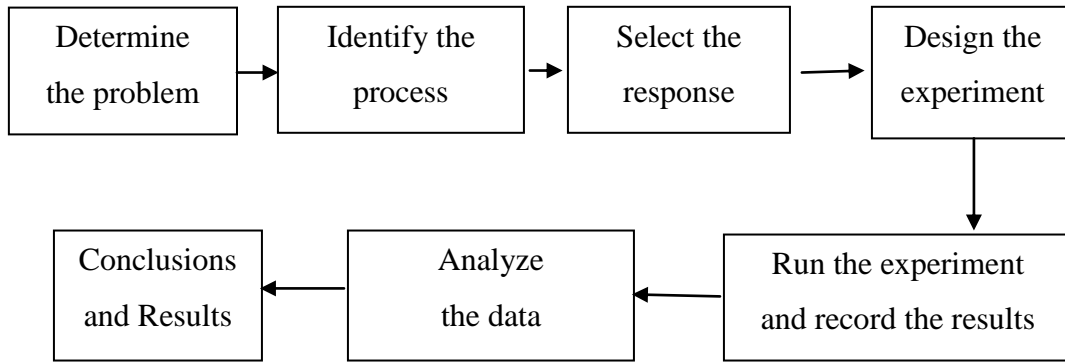 Determine
the problem
Identify the
process
Select the
response
Design the
experiment
Run the experiment
and record the results
Analyze
the data
Conclusions
and Results